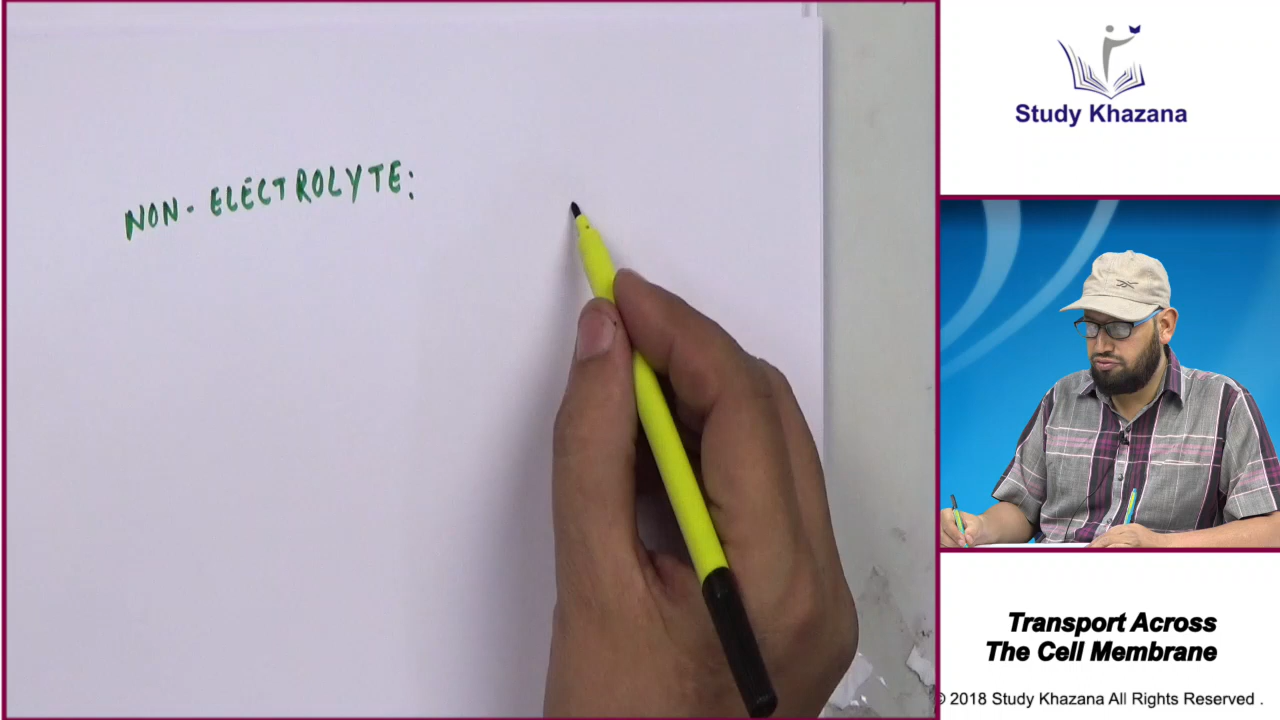 NON-ELECTROLYTE:
Study Khazana
Transport Across
The Cell Membrane
© 2018 Study Khazana All Rights Reserved .